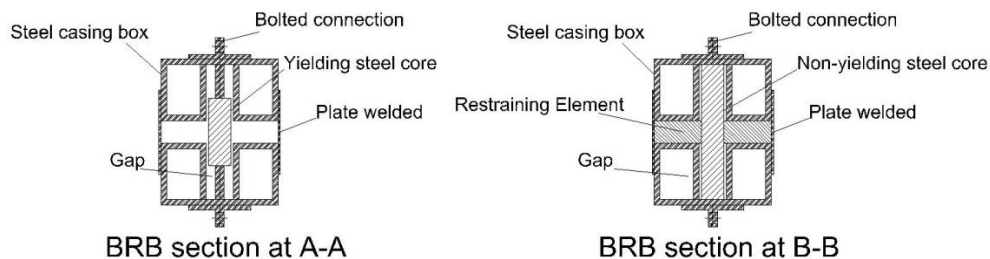 Bolted connection
Steel casing box
Yielding steel core
Plate welded
Gap
BRB section at A-A
Bolted connection
Steel casing box
Non-yielding steel core
Restraining Element
Plate welded
Gap
BRB section at B-B